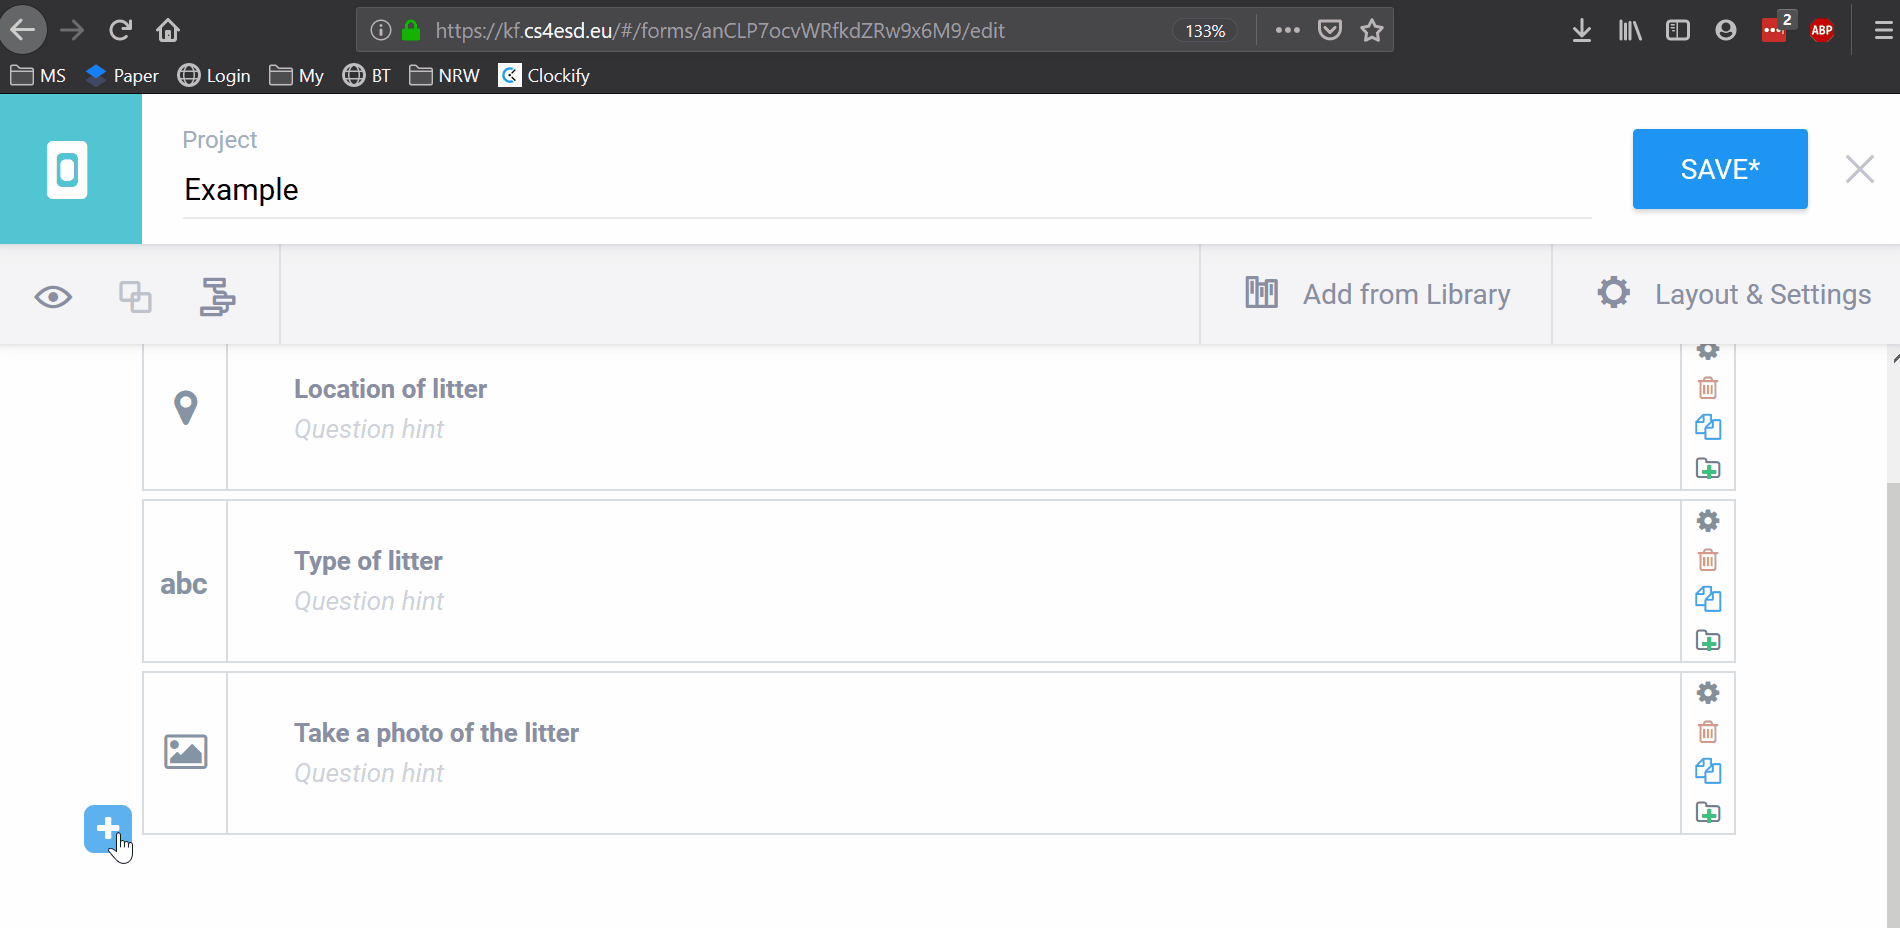 https://kf.cs4esd.eu/#/forms/anCLP7ocvWRfkdZRw9x6M9/edit
133%
2
ABP
MS
Paper
Login
My
BT
NRW
Clockify
Project
Example
SAVE*
Add from Library
Layout & Settings
Location of litter
Question hint
abc
Type of litter
Question hint
Take a photo of the litter
Question hint